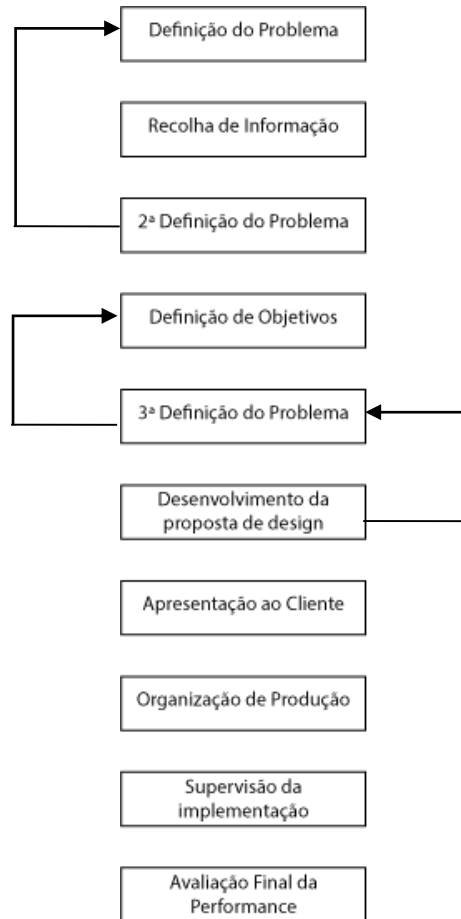 Definição do Problema
Recolha de Informação
2ª Definição do Problema
Definição de Objetivos
3ª Definição do Problema
Desenvolvimento da
proposta de design
Apresentação ao Cliente
Organização de Produção
Supervisão da
implementação
Avaliação Final da
Performance